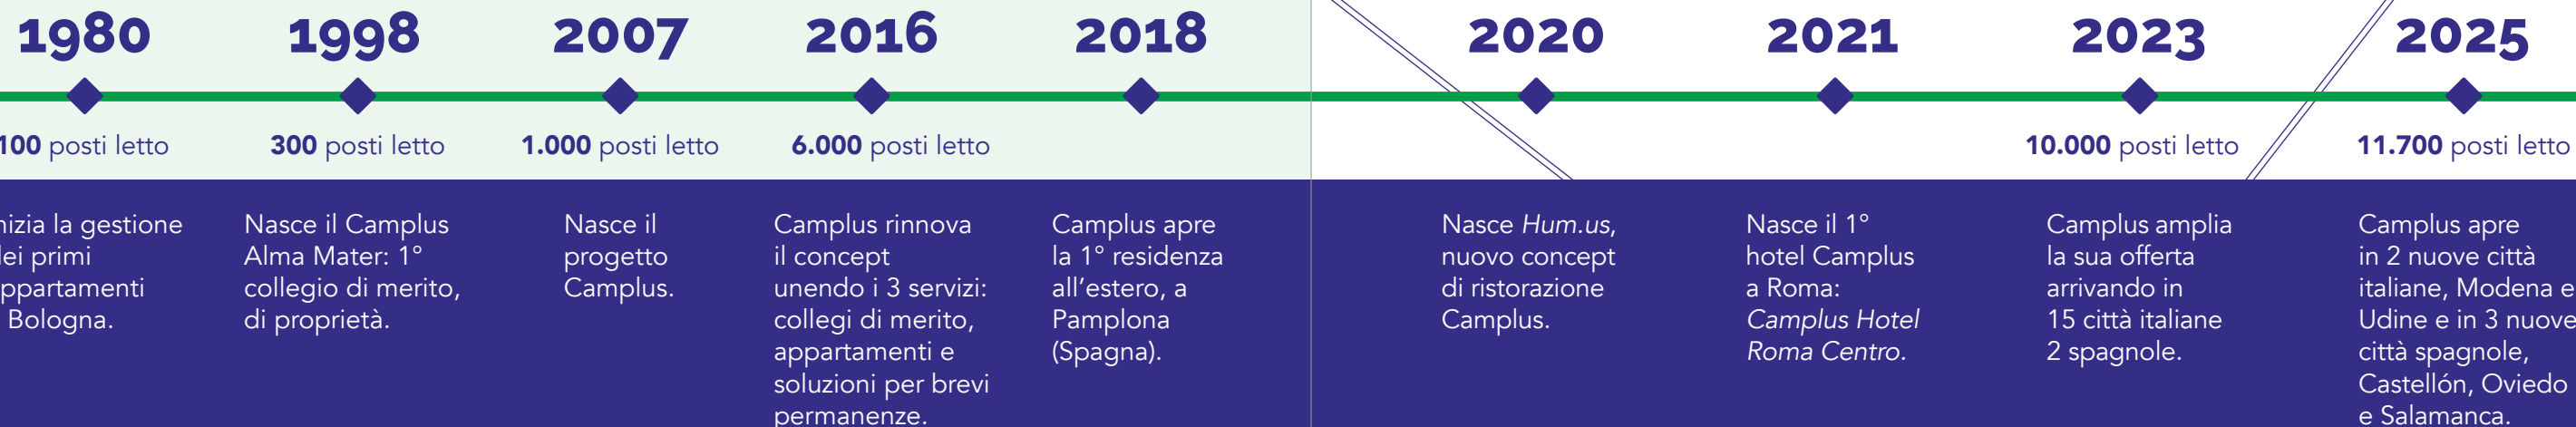 1980
100 posti letto
nizia la gestione
dei primi
ppartamenti
Bologna.
1998
300 posti letto
Nasce il Camplus
Alma Mater: 1°
collegio di merito,
di proprietà.
2007
1.000 posti letto
Nasce il
progetto
Camplus.
2016
6.000 posti letto
Camplus rinnova
il concept
unendo i 3 servizi:
collegi di merito,
appartamenti e
soluzioni per brevi
permanenze.
2018
Camplus apre
la 1° residenza
all’estero, a
Pamplona
(Spagna).
2020
Nasce Hum.us,
nuovo concept
di ristorazione
Camplus.
2021
Nasce il 1°
hotel Camplus
a Roma:
Camplus Hotel
Roma Centro.
2023
10.000 posti letto
Camplus amplia
la sua offerta
arrivando in
15 città italiane
2 spagnole.
2025
11.700 posti letto
Camplus apre
in 2 nuove città
italiane, Modena e
Udine e in 3 nuove
città spagnole,
Castellón, Oviedo
e Salamanca.